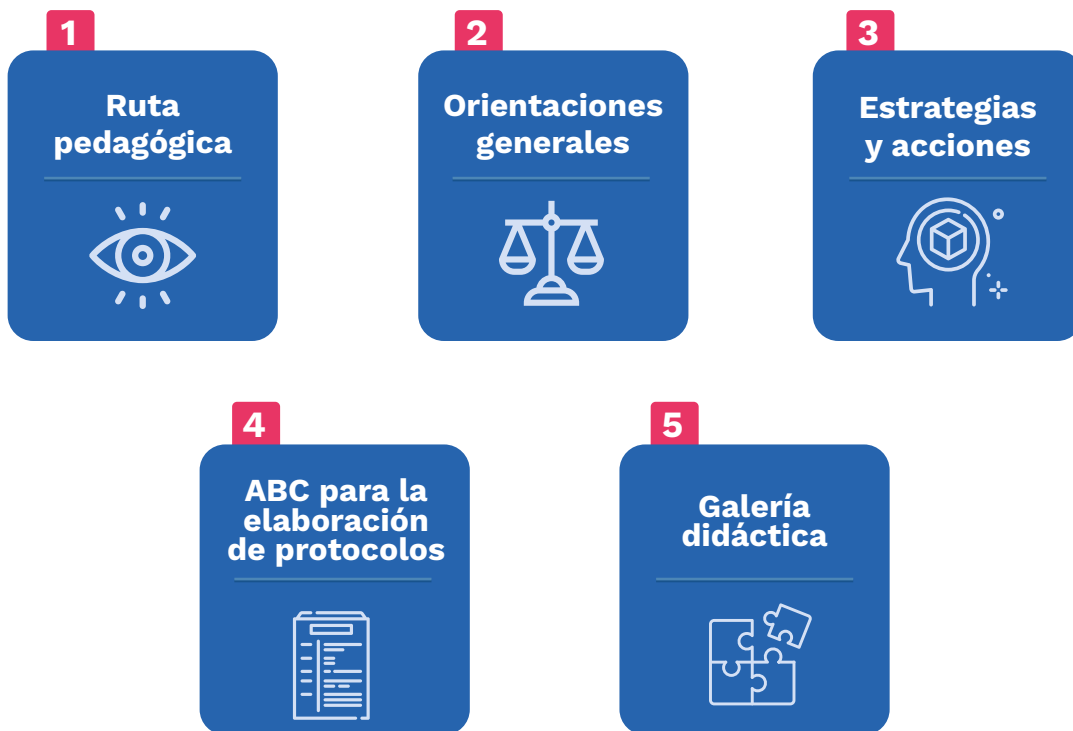 1
Ruta
pedagógica
2
Orientaciones
generales
3
Estrategias
y acciones
4
ABC para la
elaboración
de protocolos
5
Galería
didáctica